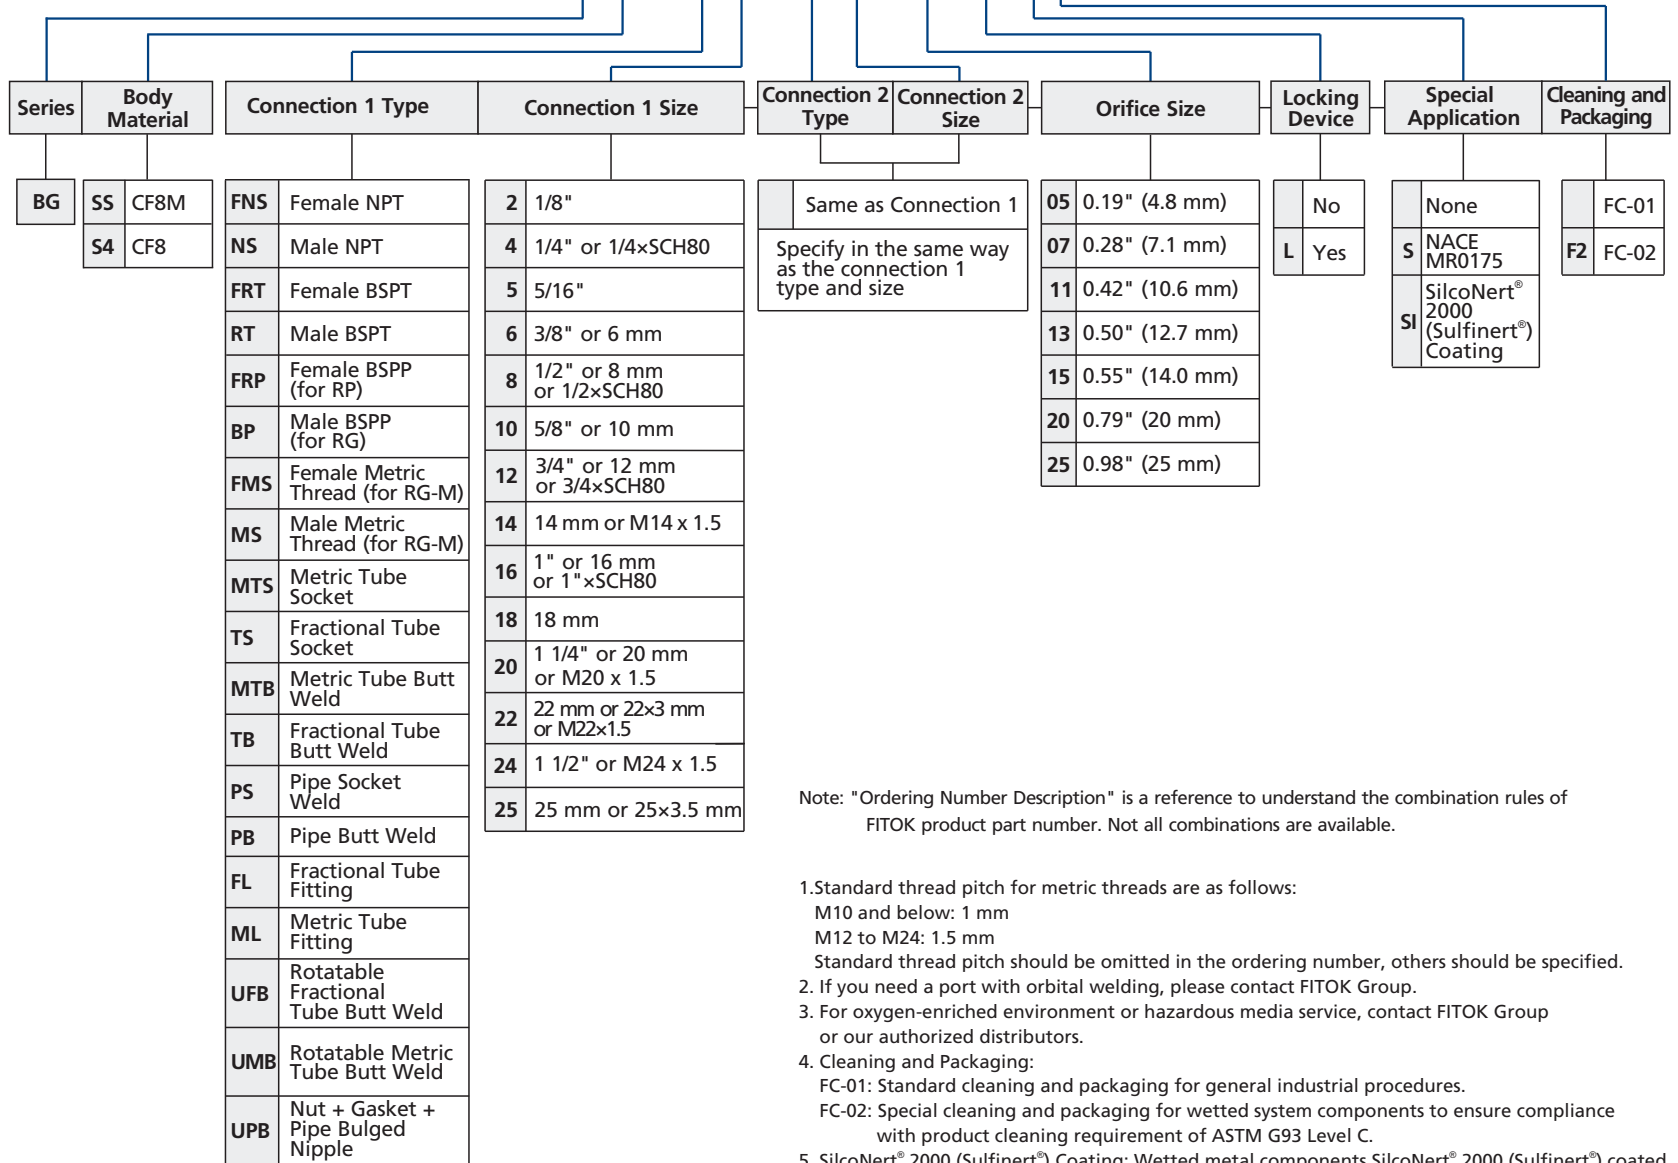 Series
Body
Material
Connection 1 Type
Connection 1 Size
Connection 2
Type
Connection 2
Size
Orifice Size
Locking
Device
Special
Application
Cleaning and
Packaging
BG
SS CF8M
S4 CF8
FNS Female NPT
NS Male NPT
FRT Female BSPT
RT Male BSPT
FRP Female BSPP
(for RP)
BP Male BSPP
(for RG)
FMS Female Metric
Thread (for RG-M)
MS Male Metric
Thread (for RG-M)
MTS Metric Tube
Socket
TS Fractional Tube
Socket
MTB Metric Tube Butt
Weld
TB Fractional Tube
Butt Weld
PS Pipe Socket
Weld
PB Pipe Butt Weld
FL Fractional Tube
Fitting
ML Metric Tube
Fitting
UFB Rotatable
Fractional
Tube Butt Weld
UMB Rotatable Metric
Tube Butt Weld
UPB Nut + Gasket +
Pipe Bulged
Nipple
2 1/8"
4 1/4" or 1/4×SCH80
5 5/16"
6 3/8" or 6 mm
8 1/2" or 8 mm
or 1/2×SCH80
10 5/8" or 10 mm
12 3/4" or 12 mm
or 3/4×SCH80
14 14 mm or M14 x 1.5
16 1" or 16 mm
or 1"×SCH80
18 18 mm
20 1 1/4" or 20 mm
or M20 x 1.5
22 22 mm or 22×3 mm
or M22×1.5
24 1 1/2" or M24 x 1.5
25 25 mm or 25×3.5 mm
Same as Connection 1
Specify in the same way
as the connection 1
type and size
05 0.19" (4.8 mm)
07 0.28" (7.1 mm)
11 0.42" (10.6 mm)
13 0.50" (12.7 mm)
15 0.55" (14.0 mm)
20 0.79" (20 mm)
25 0.98" (25 mm)
No
L Yes
None
S NACE
MR0175
SI SilcoNert®
2000
(Sulfinert®)
Coating
FC-01
F2 FC-02
Note: "Ordering Number Description" is a reference to understand the combination rules of
FITOK product part number. Not all combinations are available.
1.Standard thread pitch for metric threads are as follows:
M10 and below: 1 mm
M12 to M24: 1.5 mm
Standard thread pitch should be omitted in the ordering number, others should be specified.
2. If you need a port with orbital welding, please contact FITOK Group.
3. For oxygen-enriched environment or hazardous media service, contact FITOK Group
or our authorized distributors.
4. Cleaning and Packaging:
FC-01: Standard cleaning and packaging for general industrial procedures.
FC-02: Special cleaning and packaging for wetted system components to ensure compliance
with product cleaning requirement of ASTM G93 Level C.
5. SilcoNert® 2000 (Sulfinert®) Coating: Wetted metal components SilcoNert® 2000 (Sulfinert®) coated